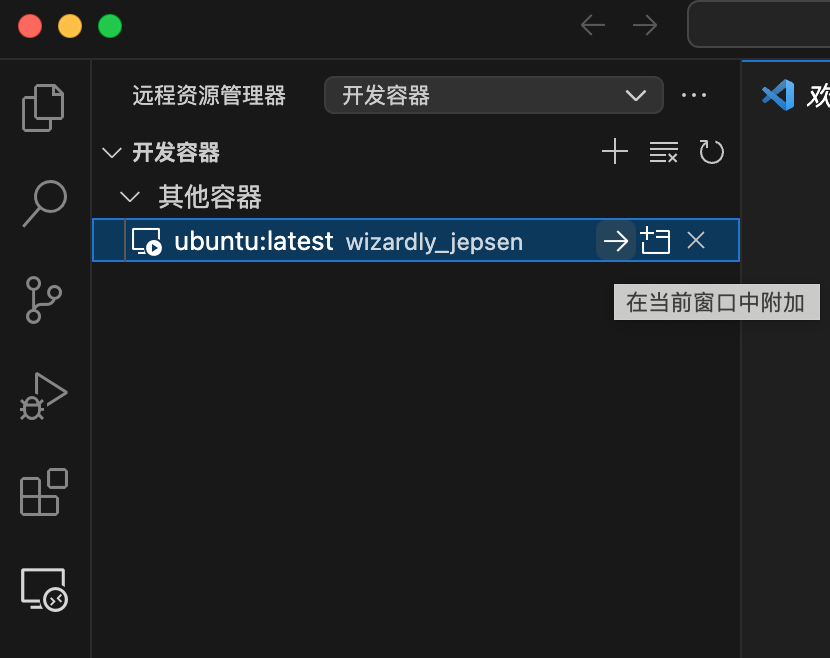 远程资源管理器 开发容器
欢
开发容器
其他容器
ubuntu:latest wizardly_jepsen
在当前窗口中附加